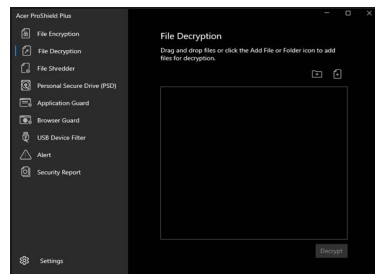 Acer ProShield Plus
File Encryption
File Decryption
File Shredder
Personal Secure Drive (PSD)
Application Guard
Browser Guard
USB Device Filter
Alert
Security Report
Settings
File Decryption
Drag and drop files or click the Add File or Folder icon to add
files for decryption.
Decrypt